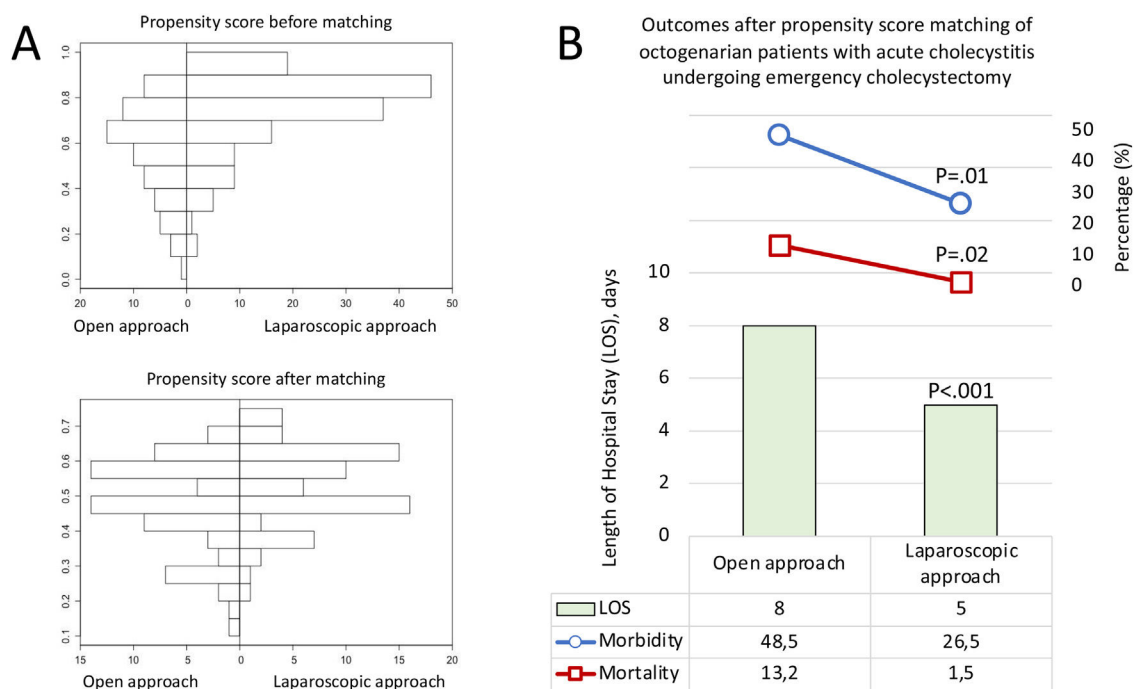 A
Propensity score before matching
1.0
0.8
0.6
0.4
0.2
0.0
20 10 0 10 20 30 40 50
Open approach Laparoscopic approach
Propensity score after matching
0.7
0.6
0.5
0.4
0.3
0.2
0.1
15 10 5 0 5 10 15 20
Open approach Laparoscopic approach
B
Outcomes after propensity score matching of
octogenarian patients with acute cholecystitis
undergoing emergency cholecystectomy
50
40
30
20
10
0
Percentage (%)
P=.01
P=.02
P<.001
Length of Hospital Stay (LOS), days
10
8
6
4
2
0
Open approach Laparoscopic
approach
LOS 8 5
Morbidity 48,5 26,5
Mortality 13,2 1,5